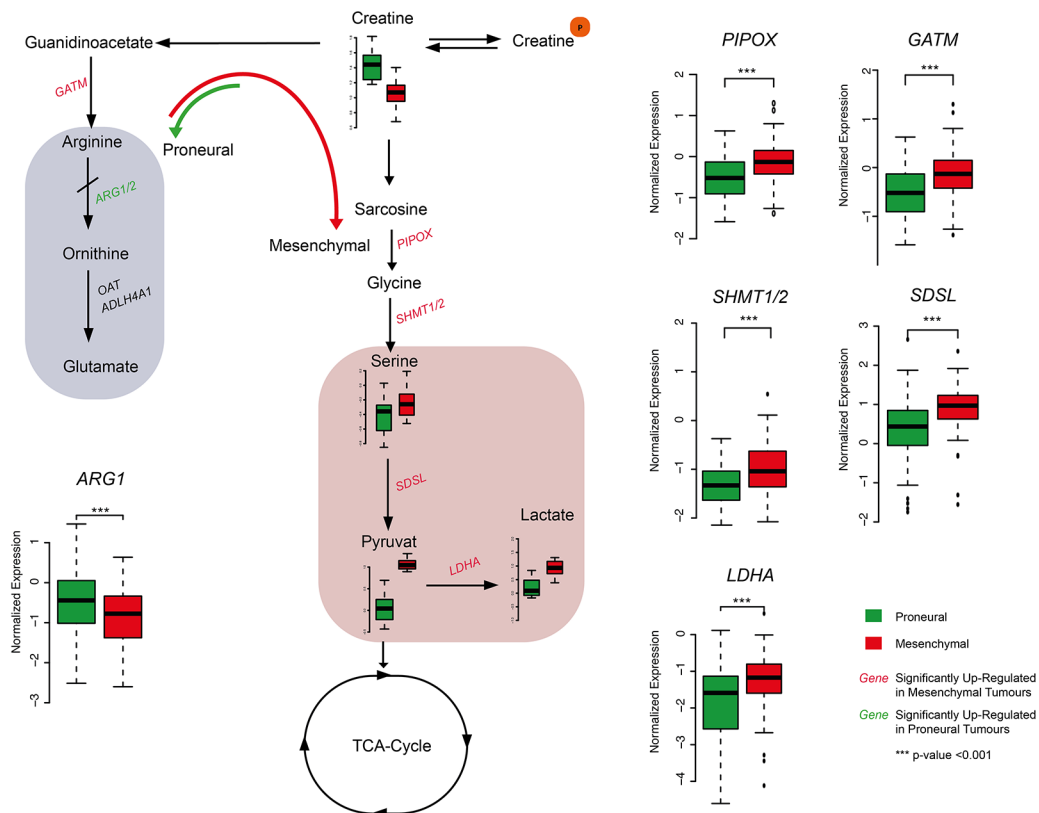 Creatine
Guanidinoacetate
Creatine
P
GATM
Arginine
Proneural
ARG1/2
Sarcosine
Mesenchymal
PIPOX
Ornithine
Glycine
OAT
ADLH4A1
SHMT1/2
Glutamate
Serine
SDSL
Pyruvat
Lactate
LDHA
TCA-Cycle
ARG1
***
Normalized Expression
1
0
−1
−2
−3
PIPOX
***
Normalized Expression
2
1
0
−1
−2
GATM
***
Normalized Expression
2
1
0
−1
SHMT1/2
***
Normalized Expression
2
1
0
−1
−2
SDSL
***
Normalized Expression
3
2
1
0
−1
−2
LDHA
***
Normalized Expression
0
−1
−2
−3
−4
Proneural
Mesenchymal
Gene Significantly Up-Regulated
in Mesenchymal Tumours
Gene Significantly Up-Regulated
in Proneural Tumours
*** p-value <0.001